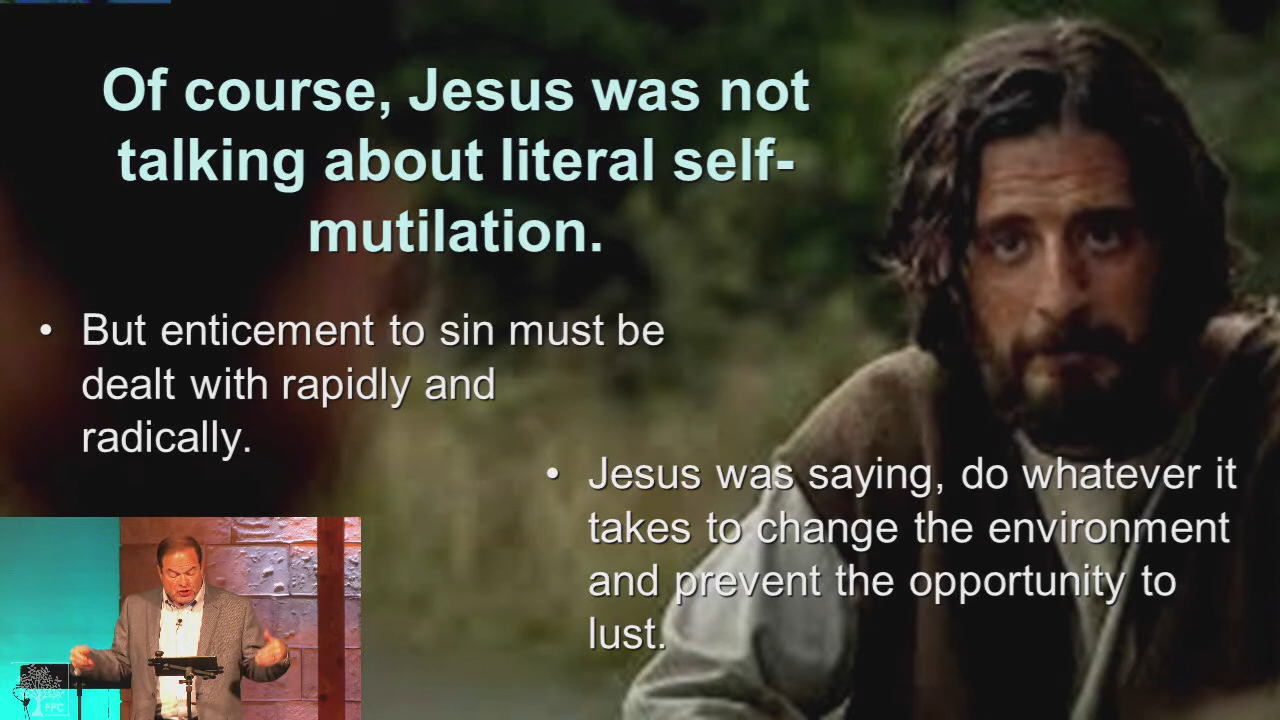 Of course, Jesus was not
talking about literal self-
mutilation.
• But enticement to sin must be
dealt with rapidly and
radically.
• Jesus was saying, do whatever it
takes to change the environment
and prevent the opportunity to
lust.
FFC